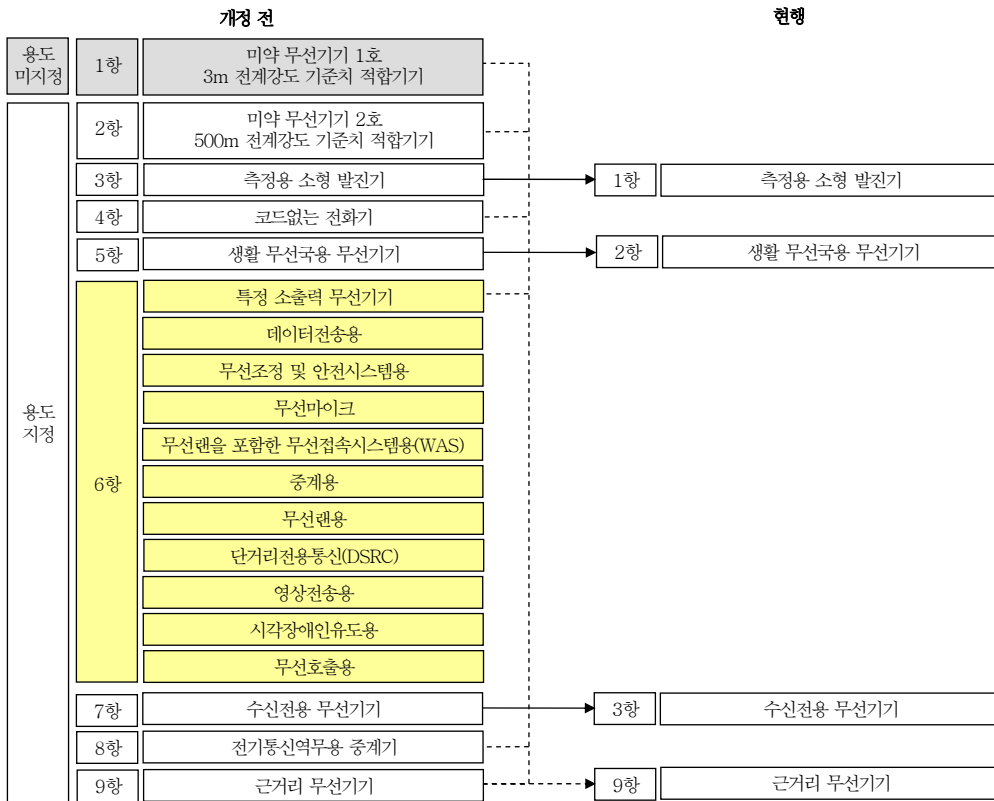 개정 전
현행
용도
미지정
1항
미약 무선기기 1호
3m 전계강도 기준치 적합기기
2항
미약 무선기기 2호
500m 전계강도 기준치 적합기기
3항
측정용 소형 발진기
1항
측정용 소형 발진기
4항
코드없는 전화기
5항
생활 무선국용 무선기기
2항
생활 무선국용 무선기기
용도
지정
6항
특정 소출력 무선기기
데이터전송용
무선조정 및 안전시스템용
무선마이크
무선랜을 포함한 무선접속시스템용(WAS)
중계용
무선랜용
단거리전용통신(DSRC)
영상전송용
시각장애인유도용
무선호출용
7항
수신전용 무선기기
3항
수신전용 무선기기
8항
전기통신역무용 중계기
9항
근거리 무선기기
9항
근거리 무선기기